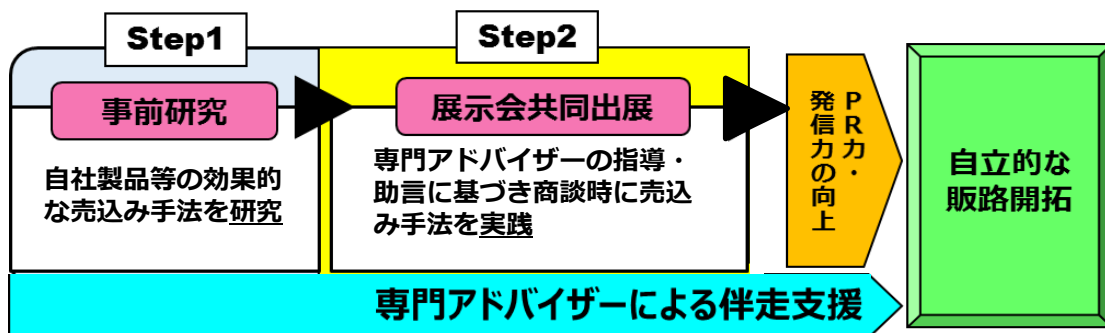 Step1
事前研究
自社製品等の効果的
な売込み手法を研究
Step2
展示会共同出展
専門アドバイザーの指導・
助言に基づき商談時に売込
み手法を実践
PR力・
発信力の向上
自立的な
販路開拓
専門アドバイザーによる伴走支援